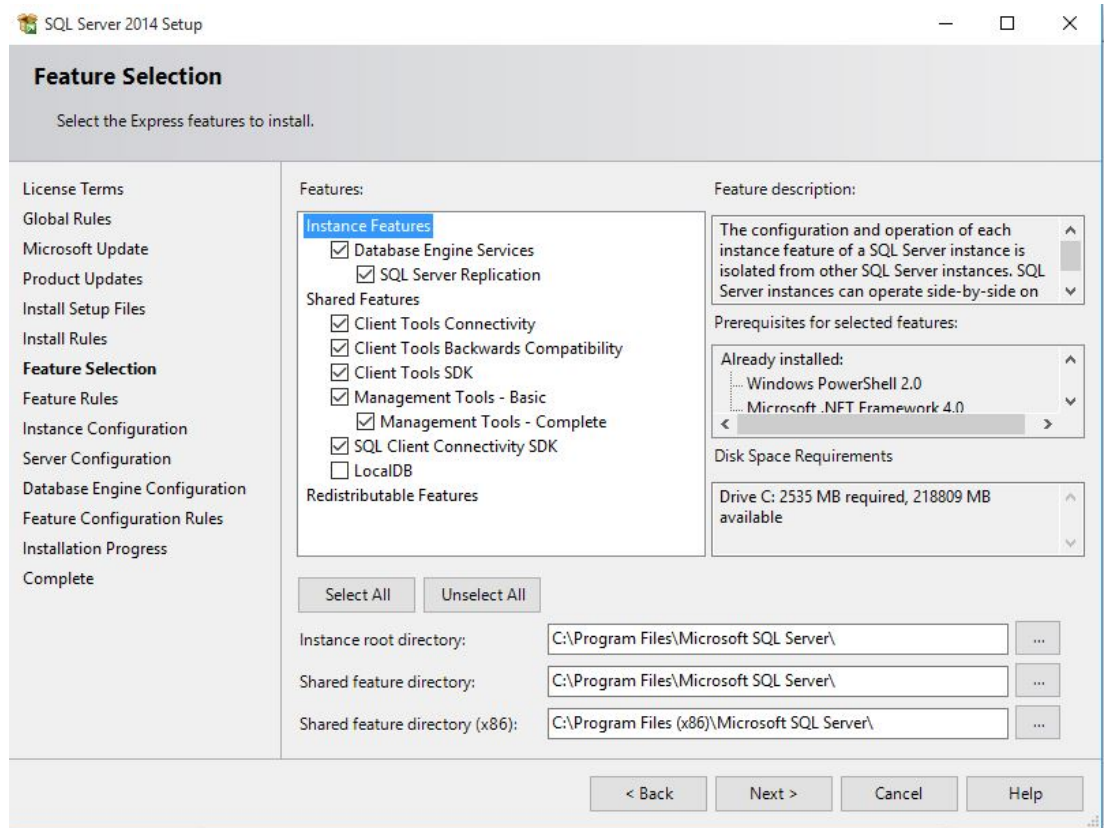 SQL Server 2014 Setup
Feature Selection
Select the Express features to install.
License Terms
Global Rules
Microsoft Update
Product Updates
Install Setup Files
Install Rules
Feature Selection
Feature Rules
Instance Configuration
Server Configuration
Database Engine Configuration
Feature Configuration Rules
Installation Progress
Complete
Features:
Instance Features
Database Engine Services
SQL Server Replication
Shared Features
Client Tools Connectivity
Client Tools Backwards Compatibility
Client Tools SDK
Management Tools - Basic
Management Tools - Complete
SQL Client Connectivity SDK
LocalDB
Redistributable Features
Feature description:
The configuration and operation of each
instance feature of a SQL Server instance is
isolated from other SQL Server instances. SQL
Server instances can operate side-by-side on
Prerequisites for selected features:
Already installed:
Windows PowerShell 2.0
Microsoft .NET Framework 4.0
Disk Space Requirements
Drive C: 2535 MB required, 218809 MB
available
Select All
Unselect All
Instance root directory:
C:\Program Files\Microsoft SQL Server\
...
Shared feature directory:
C:\Program Files\Microsoft SQL Server\
...
Shared feature directory (x86):
C:\Program Files (x86)\Microsoft SQL Server\
...
< Back
Next >
Cancel
Help